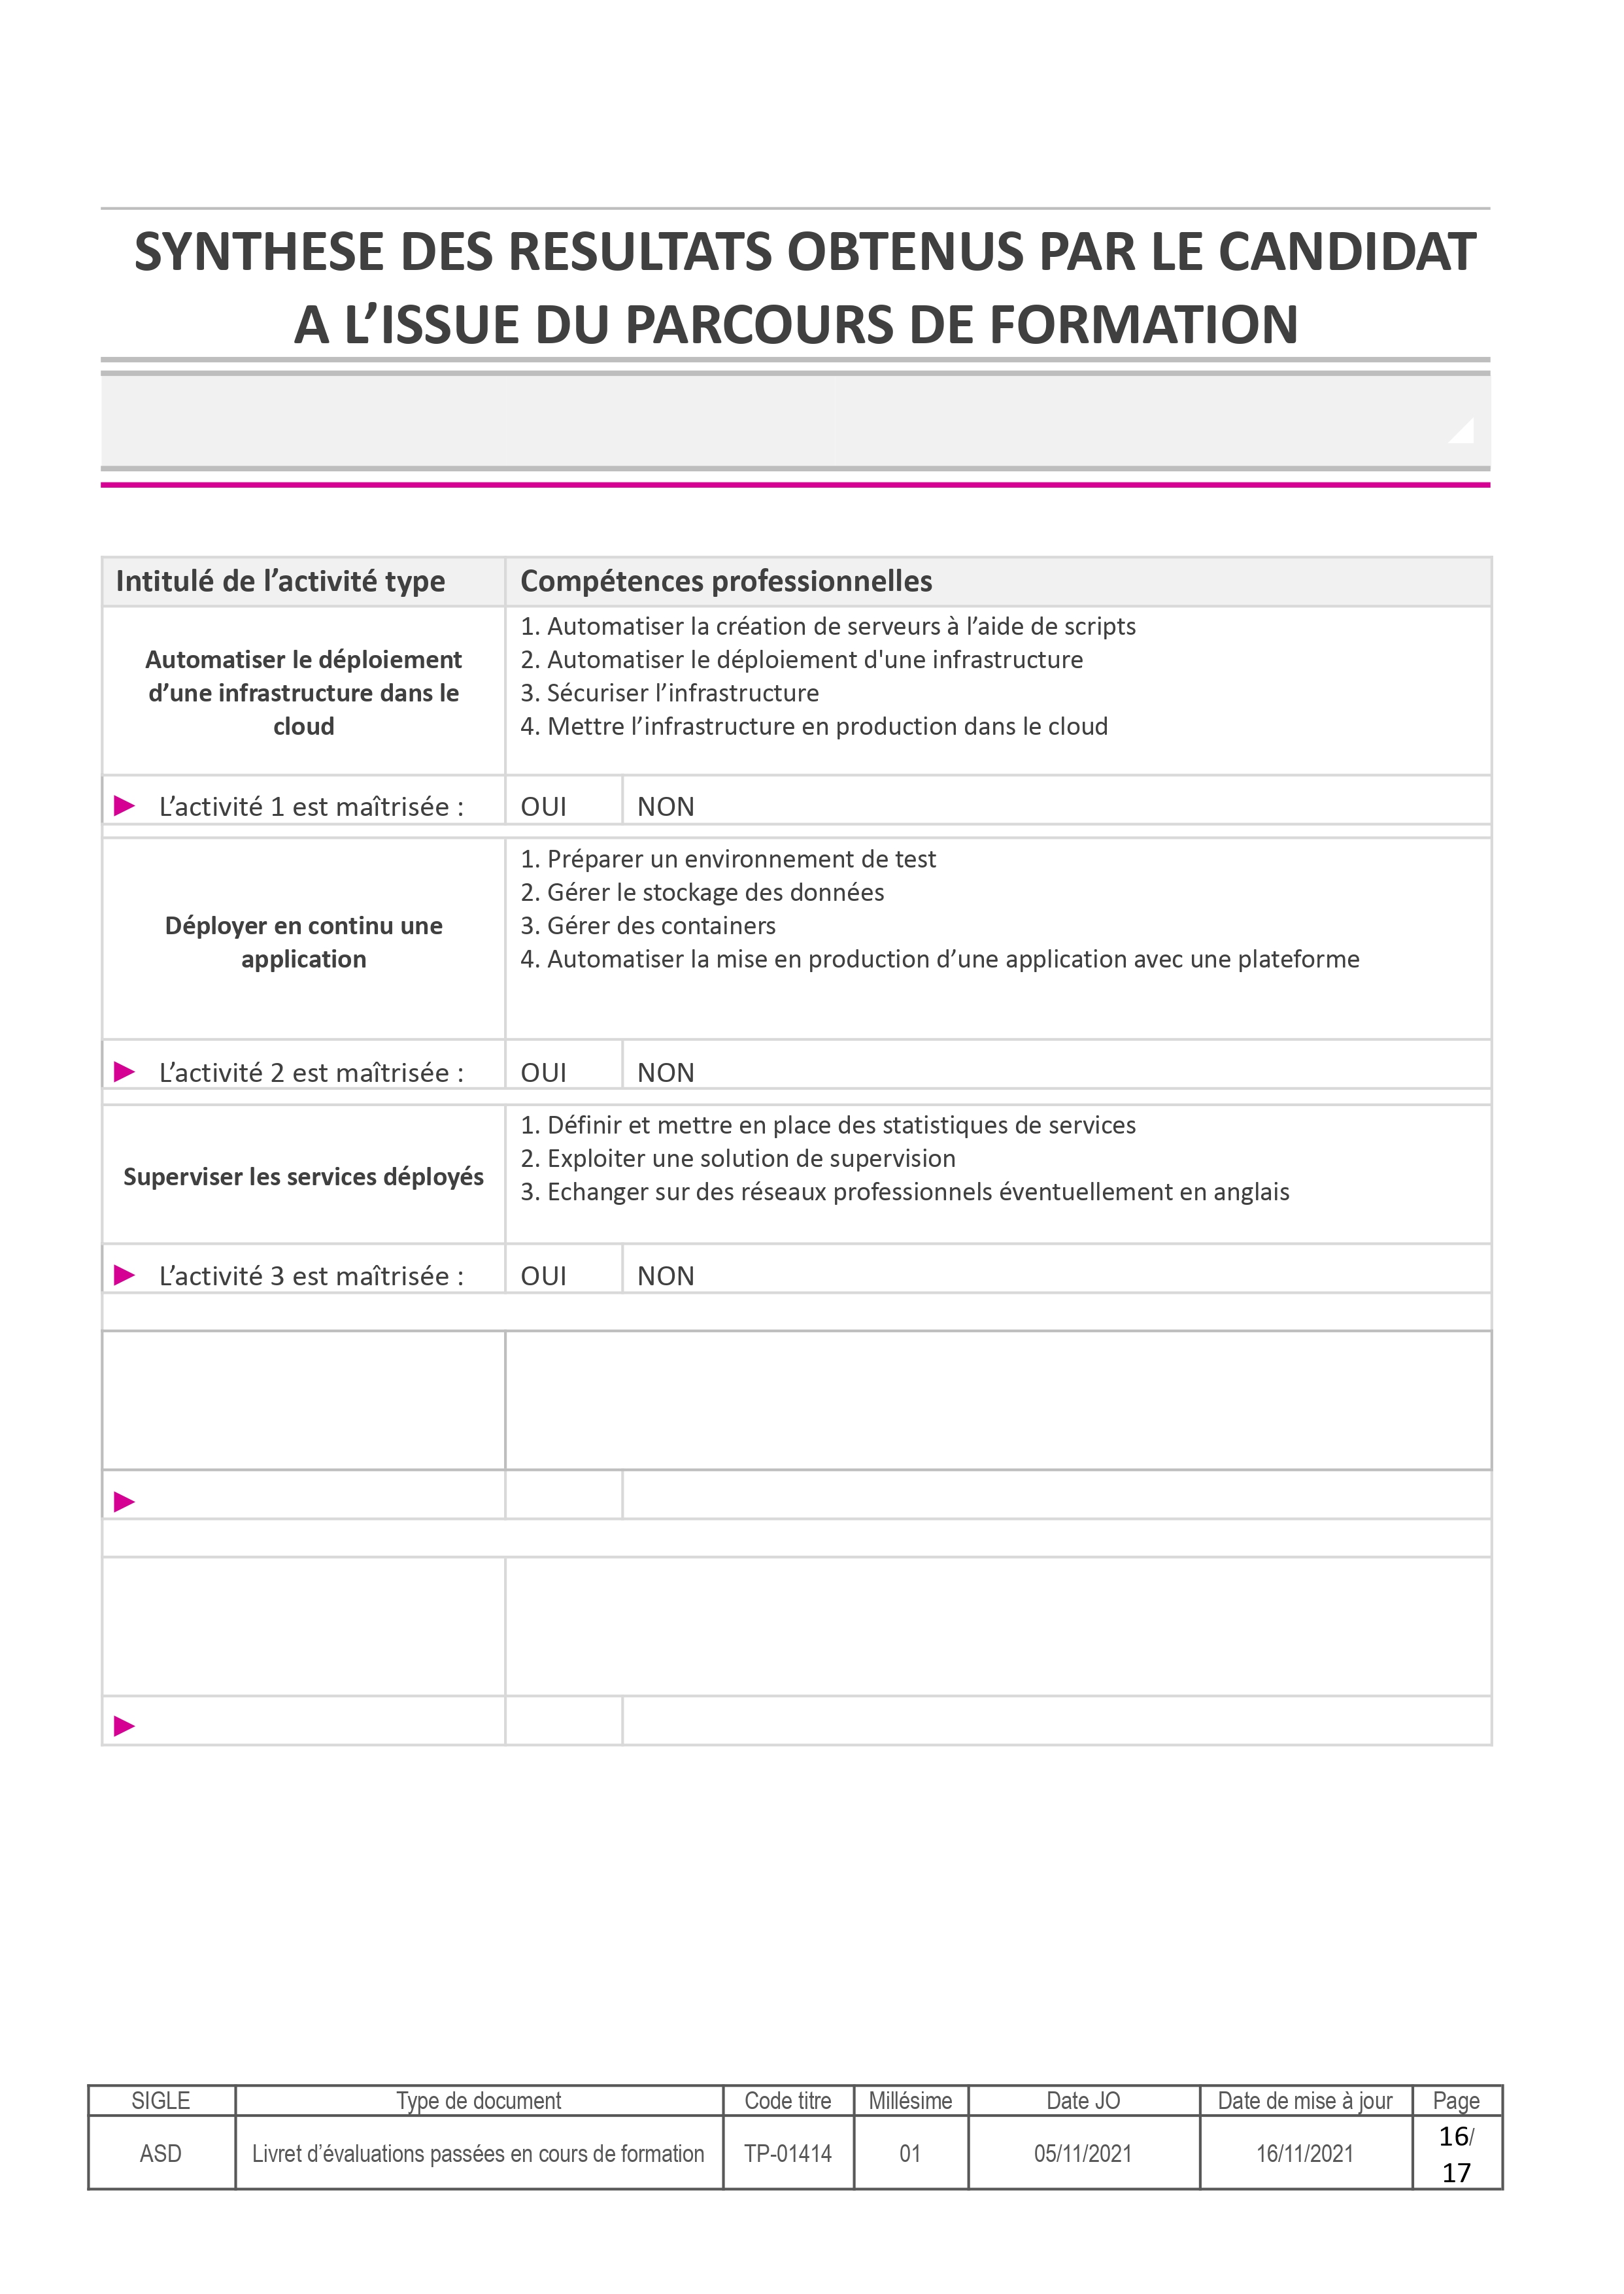 SYNTHESE DES RESULTATS OBTENUS PAR LE CANDIDAT
A L’ISSUE DU PARCOURS DE FORMATION
Intitulé de l’activité type
Compétences professionnelles
Automatiser le déploiement
d’une infrastructure dans le
cloud
1. Automatiser la création de serveurs à l’aide de scripts
2. Automatiser le déploiement d'une infrastructure
3. Sécuriser l’infrastructure
4. Mettre l’infrastructure en production dans le cloud
► L’activité 1 est maîtrisée :
OUI
NON
Déployer en continu une
application
1. Préparer un environnement de test
2. Gérer le stockage des données
3. Gérer des containers
4. Automatiser la mise en production d’une application avec une plateforme
► L’activité 2 est maîtrisée :
OUI
NON
Superviser les services déployés
1. Définir et mettre en place des statistiques de services
2. Exploiter une solution de supervision
3. Echanger sur des réseaux professionnels éventuellement en anglais
► L’activité 3 est maîtrisée :
OUI
NON
►
►
SIGLE
Type de document
Code titre
Millésime
Date JO
Date de mise à jour
Page
ASD
Livret d’évaluations passées en cours de formation
TP-01414
01
05/11/2021
16/11/2021
16/
17